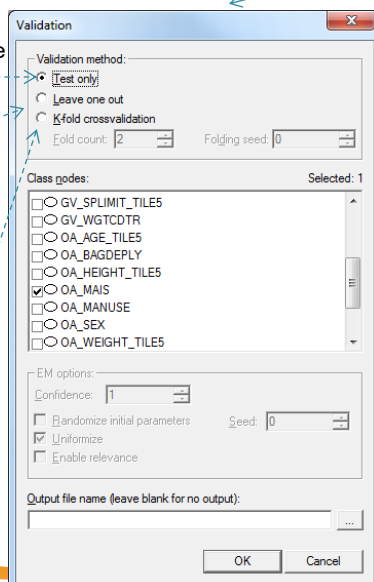 Validation
e
Validation method:
Test only
Leave one out
K-fold crossvalidation
Fold count: 2 Folding seed: 0
Class nodes: Selected: 1
GV_SPLIMIT_TILE5
GV_WGTCDTR
OA_AGE_TILE5
OA_BAGDEPLY
OA_HEIGHT_TILE5
OA_MAIS
OA_MANUSE
OA_SEX
OA_WEIGHT_TILE5
EM options:
Confidence: 1
Randomize initial parameters Seed: 0
Uniformize
Enable relevance
Output file name (leave blank for no output):
...
OK Cancel